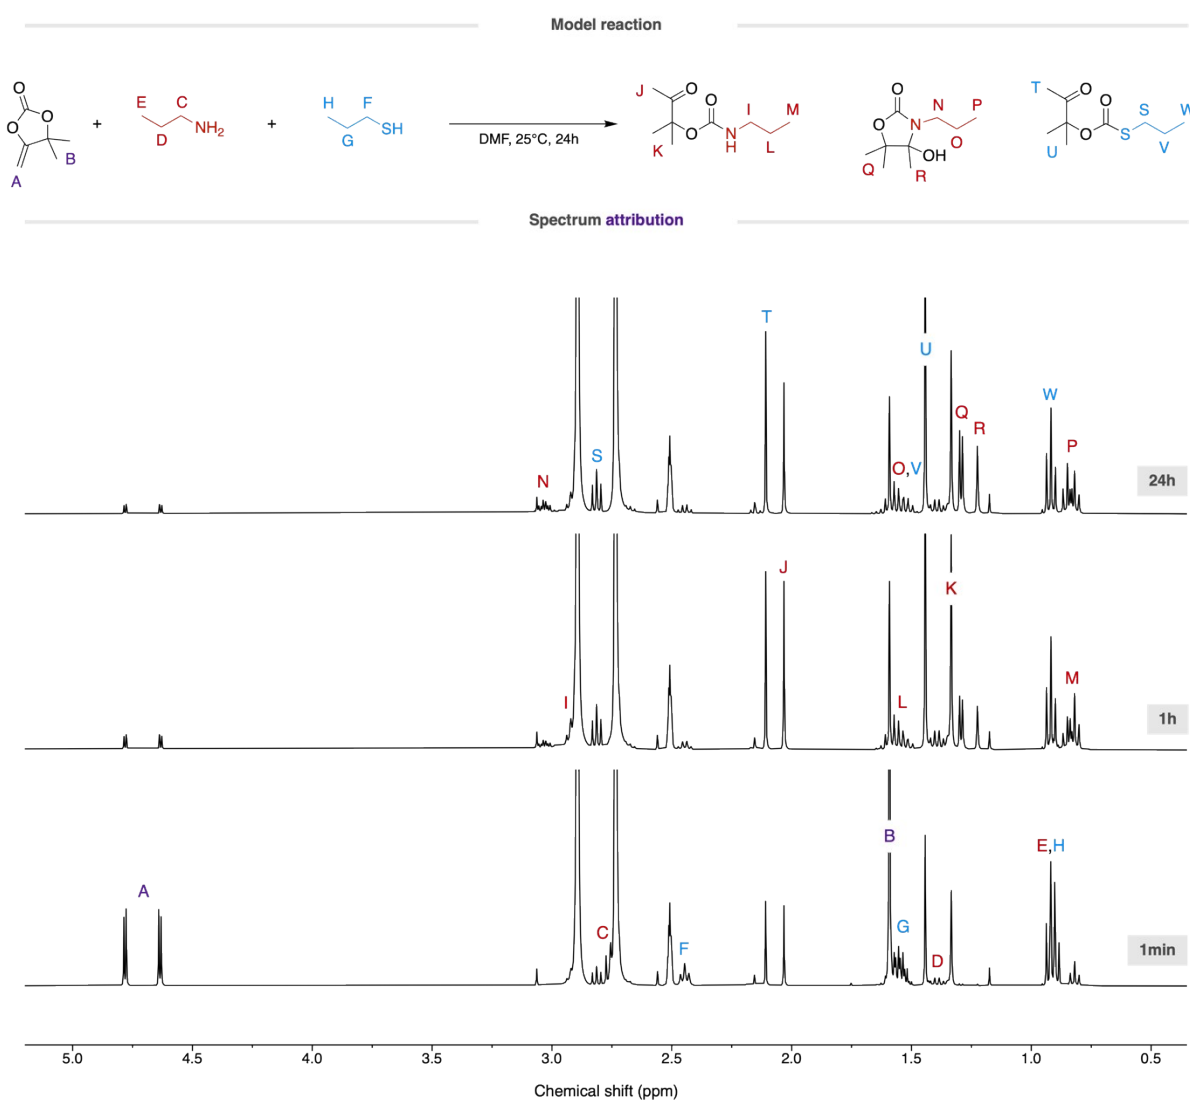 Model reaction
O
O
O
A
B
+
E
C
D
NH2
+
H
F
G
SH
DMF, 25°C, 24h
J
O
O
O
N
H
K
I
L
M
O
O
N
OH
N
O
P
Q
R
T
O
O
O
S
U
S
V
W
Spectrum attribution
N
S
T
O,V
U
Q
R
W
P
24h
I
J
L
K
M
1h
A
C
F
B
G
D
E,H
1min
5.0 4.5 4.0 3.5 3.0 2.5 2.0 1.5 1.0 0.5
Chemical shift (ppm)